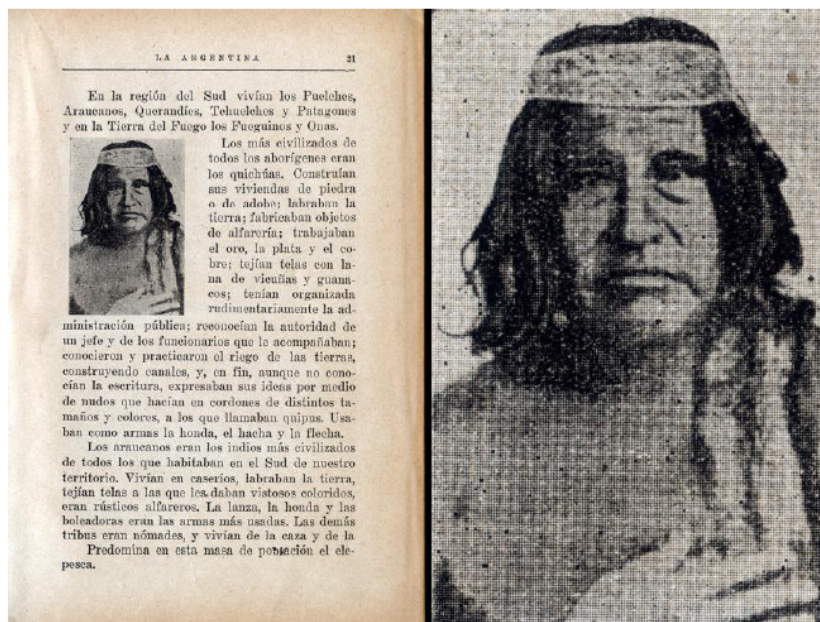 LA ARGENTINA 21
En la región del Sud vivían los Puelches,
Araucanos, Querandíes, Tehuelches y Patagones
y en la Tierra del Fuego los Fueguinos y Onas.
Los más civilizados de
todos los aborígenes eran
los quichúas. Construían
sus viviendas de piedra
o de adobe; labraban la
tierra; fabricaban objetos
de alfarería; trabajaban
el oro, la plata y el co-
bre; tejían telas con la-
na de vicuñas y guana-
cos; tenían organizada
rudimentariamente la ad-
ministración pública; reconocían la autoridad de
un jefe y de los funcionarios que le acompañaban;
conocieron y practicaron el riego de las tierras,
construyendo canales, y, en fin, aunque no cono-
cían la escritura, expresaban sus ideas por medio
de nudos que hacían en cordones de distintos ta-
maños y colores, a los que llamaban quipus. Usa-
ban como armas la honda, el hacha y la flecha.
Los araucanos eran los indios más civilizados
de todos los que habitaban en el Sud de nuestro
territorio. Vivían en caseríos, labraban la tierra,
tejían telas a las que les daban vistosos coloridos,
eran rústicos alfareros. La lanza, la honda y las
boleadoras eran las armas más usadas. Las demás
tribus eran nómades, y vivían de la caza y de la
Predomina en esta masa de población el ele-
pesca.